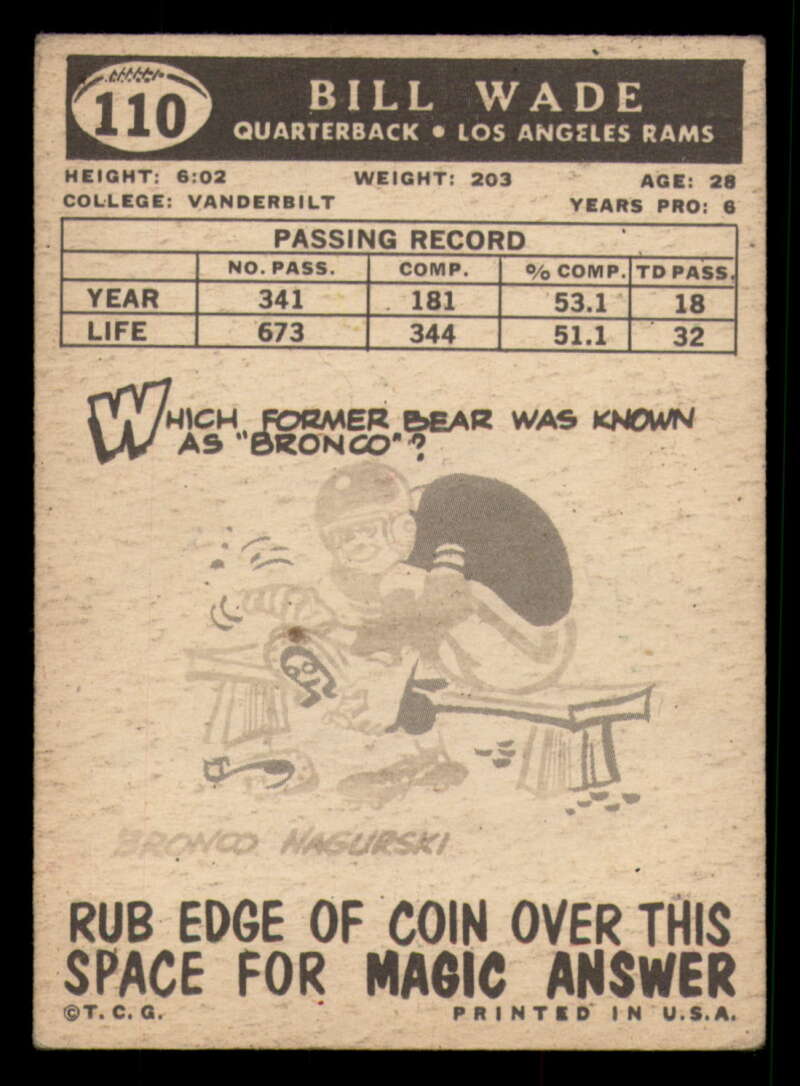 110
BILL WADE
QUARTERBACK • LOS ANGELES RAMS
HEIGHT: 6:02 WEIGHT: 203 AGE: 28
COLLEGE: VANDERBILT YEARS PRO: 6
PASSING RECORD
NO. PASS. COMP. % COMP. TD PASS.
YEAR 341 181 53.1 18
LIFE 673 344 51.1 32
WHICH FORMER BEAR WAS KNOWN
AS "BRONCO"?
BRONCO NAGURSKI
RUB EDGE OF COIN OVER THIS
SPACE FOR MAGIC ANSWER
©T.C.G. PRINTED IN U.S.A.